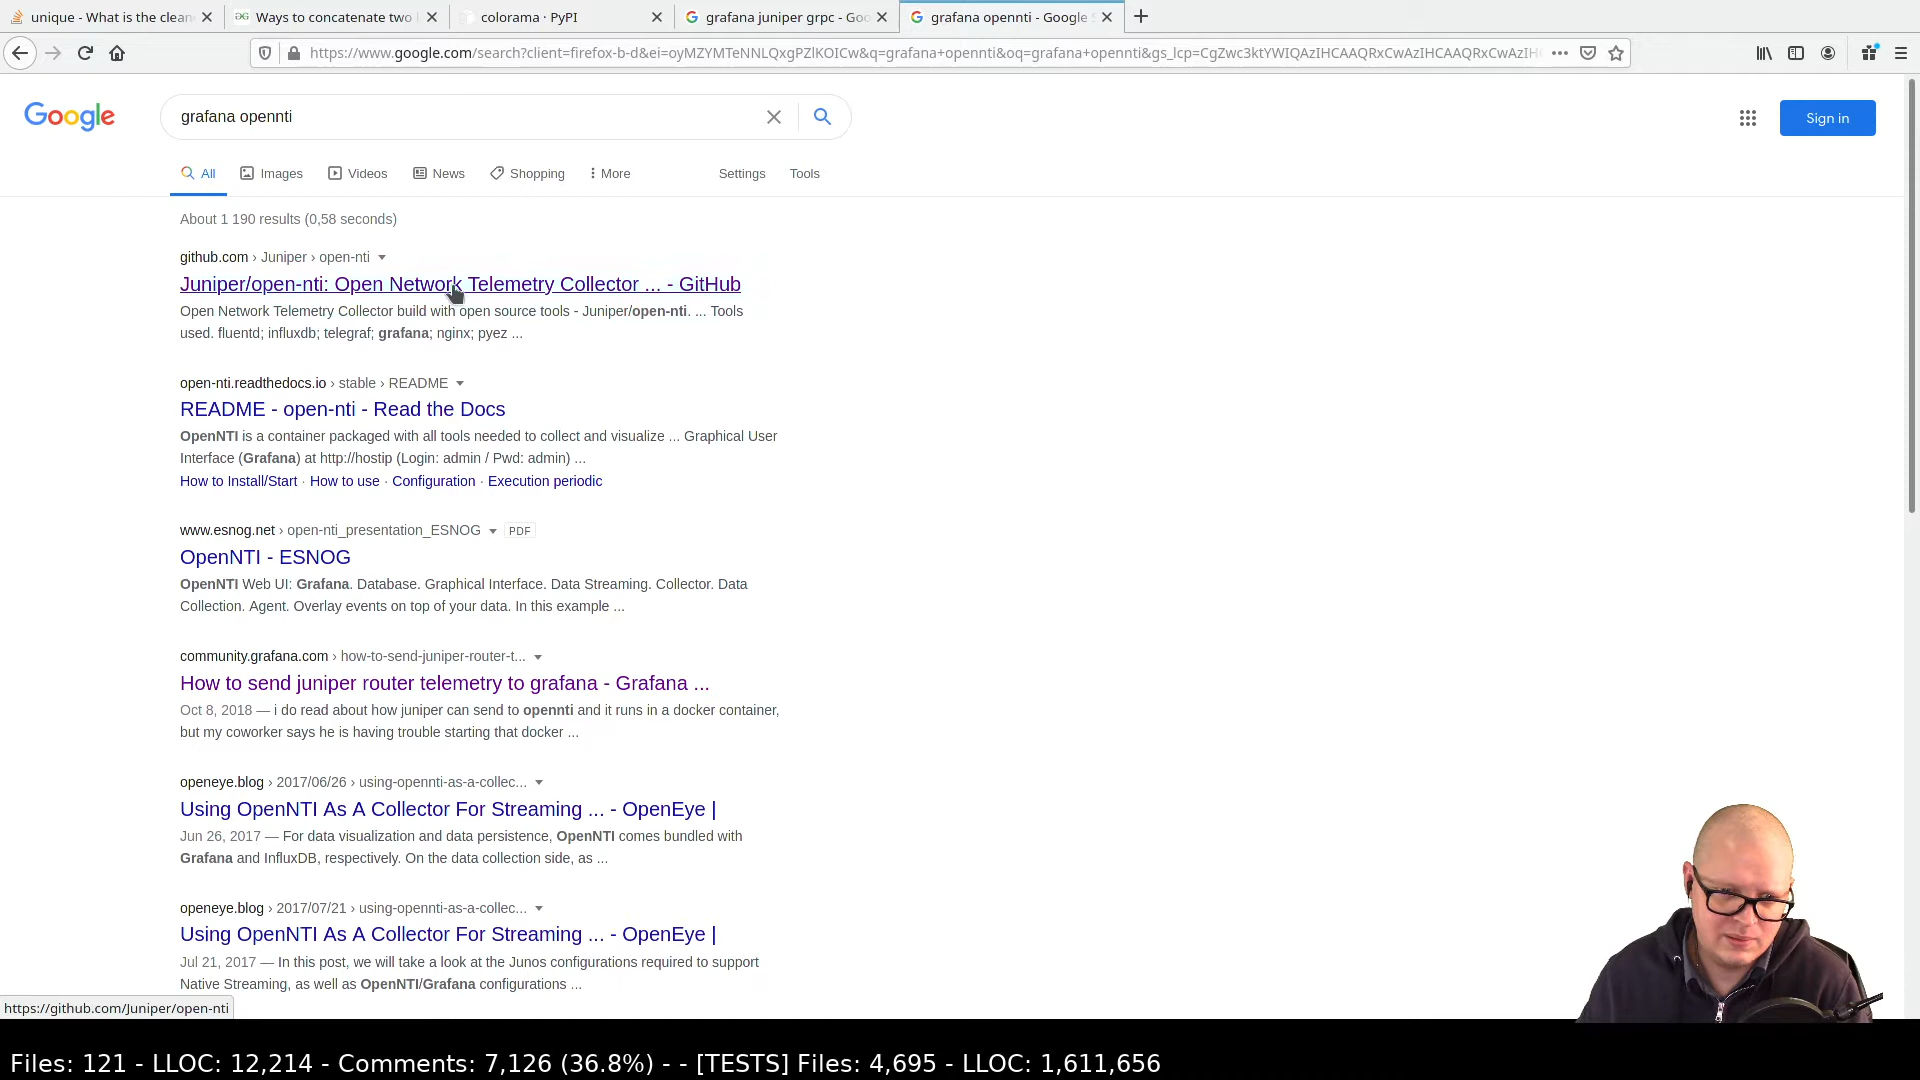 unique - What is the clean
Ways to concatenate two l
colorama · PyPI
grafana juniper grpc - Goo
grafana opennti - Google S
https://www.google.com/search?client=firefox-b-d&ei=oyMZYMTeNNLQxgPZlKOICw&q=grafana+opennti&oq=grafana+opennti&gs_lcp=CgZwc3ktYWIQAzIHCAAQRxCwAzIHCAAQRxCwAzIH
Google
grafana opennti
Sign in
All
Images
Videos
News
Shopping
More
Settings
Tools
About 1 190 results (0,58 seconds)
github.com › Juniper › open-nti
Juniper/open-nti: Open Network Telemetry Collector ... - GitHub
Open Network Telemetry Collector build with open source tools - Juniper/open-nti. ... Tools
used. fluentd; influxdb; telegraf; grafana; nginx; pyez ...
open-nti.readthedocs.io › stable › README
README - open-nti - Read the Docs
OpenNTI is a container packaged with all tools needed to collect and visualize ... Graphical User
Interface (Grafana) at http://hostip (Login: admin / Pwd: admin) ...
How to Install/Start · How to use · Configuration · Execution periodic
www.esnog.net › open-nti_presentation_ESNOG PDF
OpenNTI - ESNOG
OpenNTI Web UI: Grafana. Database. Graphical Interface. Data Streaming. Collector. Data
Collection. Agent. Overlay events on top of your data. In this example ...
community.grafana.com › how-to-send-juniper-router-t...
How to send juniper router telemetry to grafana - Grafana ...
Oct 8, 2018 — i do read about how juniper can send to opennti and it runs in a docker container,
but my coworker says he is having trouble starting that docker ...
openeye.blog › 2017/06/26 › using-opennti-as-a-collec...
Using OpenNTI As A Collector For Streaming ... - OpenEye |
Jun 26, 2017 — For data visualization and data persistence, OpenNTI comes bundled with
Grafana and InfluxDB, respectively. On the data collection side, as ...
openeye.blog › 2017/07/21 › using-opennti-as-a-collec...
Using OpenNTI As A Collector For Streaming ... - OpenEye |
Jul 21, 2017 — In this post, we will take a look at the Junos configurations required to support
Native Streaming, as well as OpenNTI/Grafana configurations ...
https://github.com/Juniper/open-nti
Files: 121 - LLOC: 12,214 - Comments: 7,126 (36.8%) - - [TESTS] Files: 4,695 - LLOC: 1,611,656